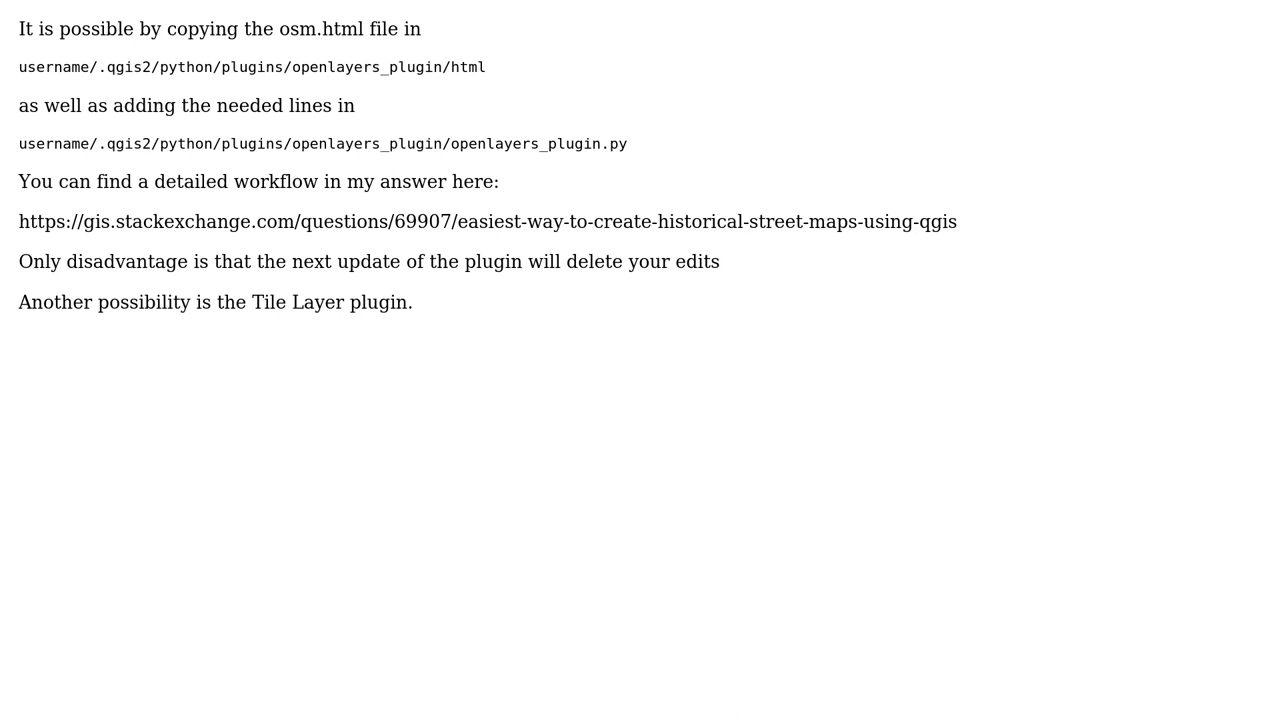 It is possible by copying the osm.html file in
username/.qgis2/python/plugins/openlayers_plugin/html
as well as adding the needed lines in
username/.qgis2/python/plugins/openlayers_plugin/openlayers_plugin.py
You can find a detailed workflow in my answer here:
https://gis.stackexchange.com/questions/69907/easiest-way-to-create-historical-street-maps-using-qgis
Only disadvantage is that the next update of the plugin will delete your edits
Another possibility is the Tile Layer plugin.